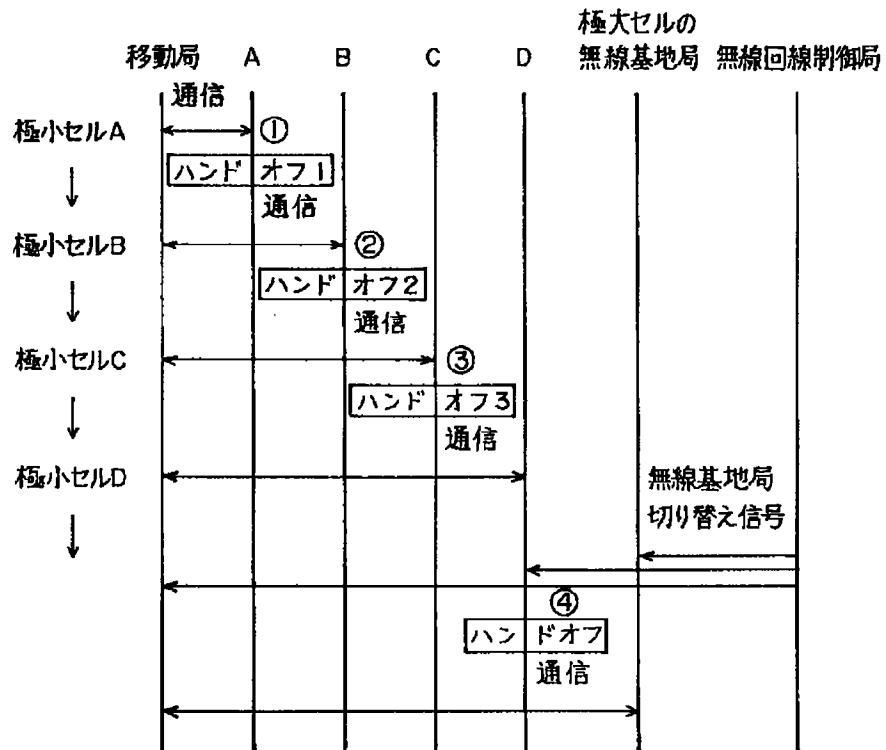 極大セルの
移動局 A B C D 無線基地局 無線回線制御局
通信
極小セルA ①
ハンドオフ1
通信
極小セルB ②
ハンドオフ2
通信
極小セルC ③
ハンドオフ3
通信
極小セルD 無線基地局
切り替え信号
④
ハンドオフ
通信